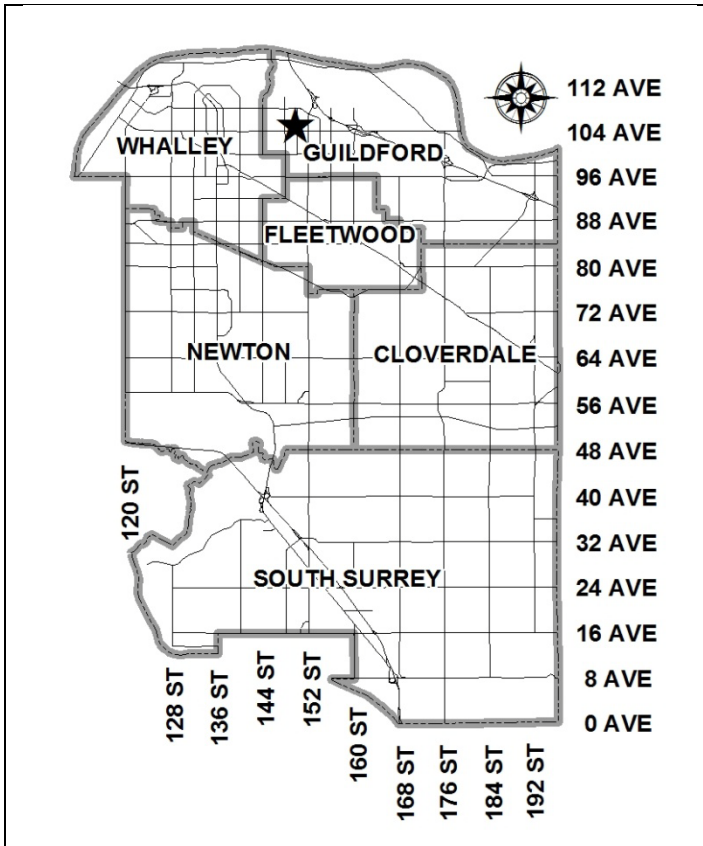 112 AVE
104 AVE
WHALLEY
GUILDFORD
96 AVE
88 AVE
FLEETWOOD
80 AVE
72 AVE
NEWTON
CLOVERDALE
64 AVE
56 AVE
48 AVE
120 ST
40 AVE
32 AVE
SOUTH SURREY
24 AVE
16 AVE
8 AVE
0 AVE
128 ST
136 ST
144 ST
152 ST
160 ST
168 ST
176 ST
184 ST
192 ST